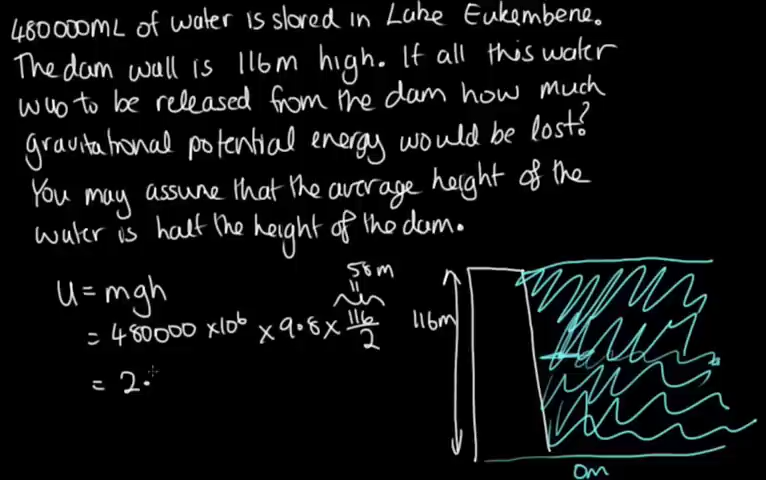 480000ML of water is stored in Lake Eukembene.
The dam wall is 116m high. If all this water
was to be released from the dam how much
gravitational potential energy would be lost?
You may assume that the average height of the
water is half the height of the dam.
58m
U = mgh
= 480000 ×10⁶ × 9.8 × 116/2
116m
= 2.
0m